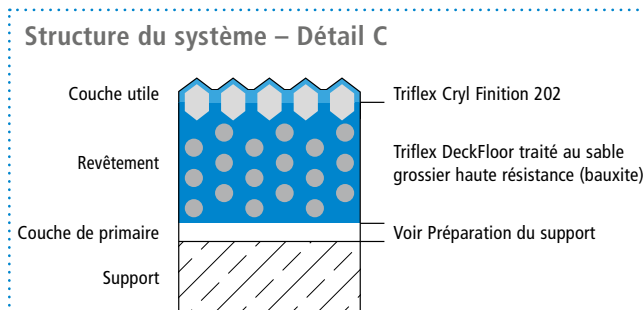 Structure du système – Détail C
Couche utile
Triflex Cryl Finition 202
Revêtement
Triflex DeckFloor traité au sable
grossier haute résistance (bauxite)
Couche de primaire
Voir Préparation du support
Support